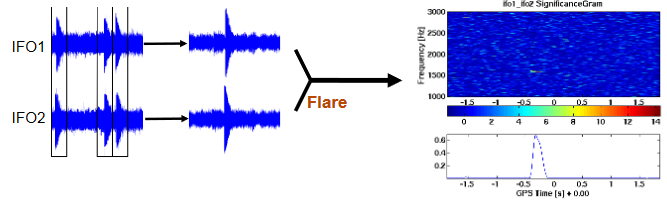 IFO1
IFO2
Flare
ifo1_ifo2 SignificanceGram
Frequency [Hz]
3000
2500
2000
1500
1000
-1.5 -1 -0.5 0 0.5 1 1.5
0 2 4 6 8 10 12 14
0.6
0.4
0.2
-1.5 -1 -0.5 0 0.5 1 1.5
GPS Time [s] + 0.00